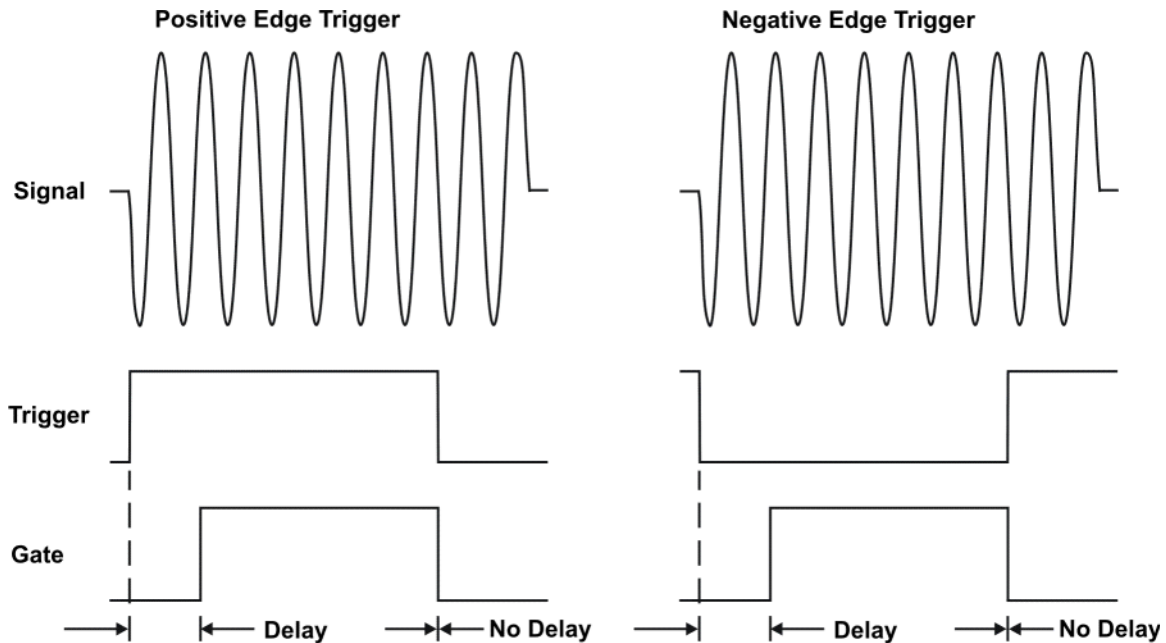 Positive Edge Trigger
Negative Edge Trigger
Signal
Trigger
Gate
Delay
No Delay
Delay
No Delay